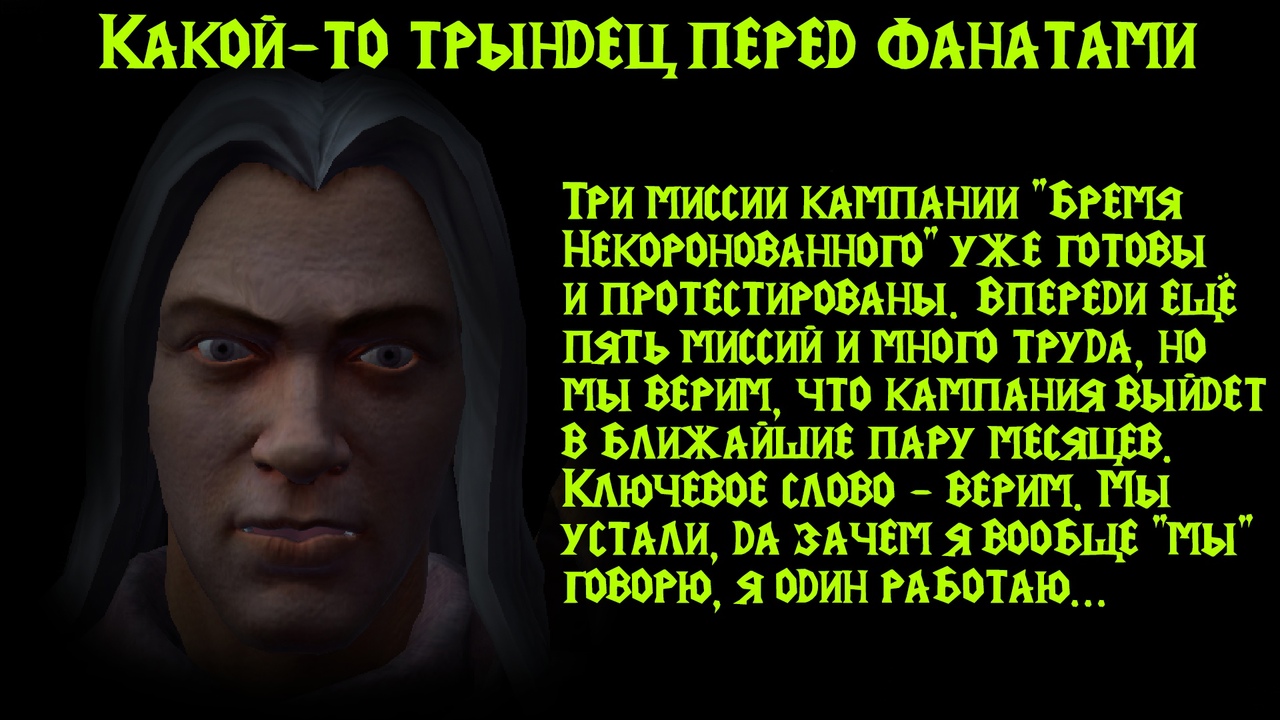 Какой-то трындец перед фанатами
Три миссии кампании "Бремя
Некоронованного" уже готовы
и протестированы. Впереди ещё
пять миссий и много труда, но
мы верим, что кампания выйдет
в ближайшие пару месяцев.
Ключевое слово - верим. Мы
устали, да зачем я вообще "мы"
говорю, я один работаю...